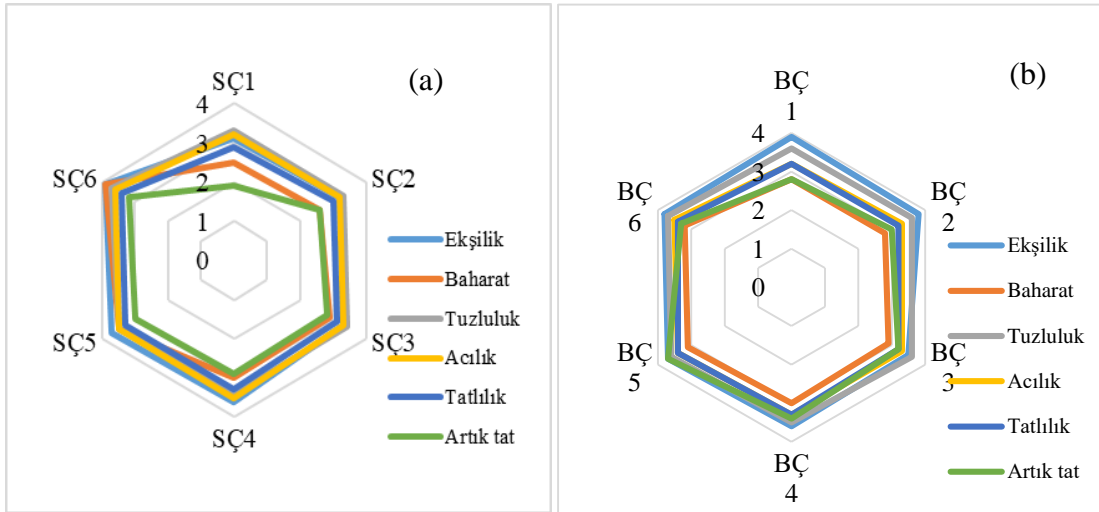 (a)
SÇ1
SÇ2
SÇ3
SÇ4
SÇ5
SÇ6
4
3
2
1
0
Ekşilik
Baharat
Tuzluluk
Acılık
Tatlılık
Artık tat
(b)
BÇ
1
BÇ
2
BÇ
3
BÇ
4
BÇ
5
BÇ
6
4
3
2
1
0
Ekşilik
Baharat
Tuzluluk
Acılık
Tatlılık
Artık tat